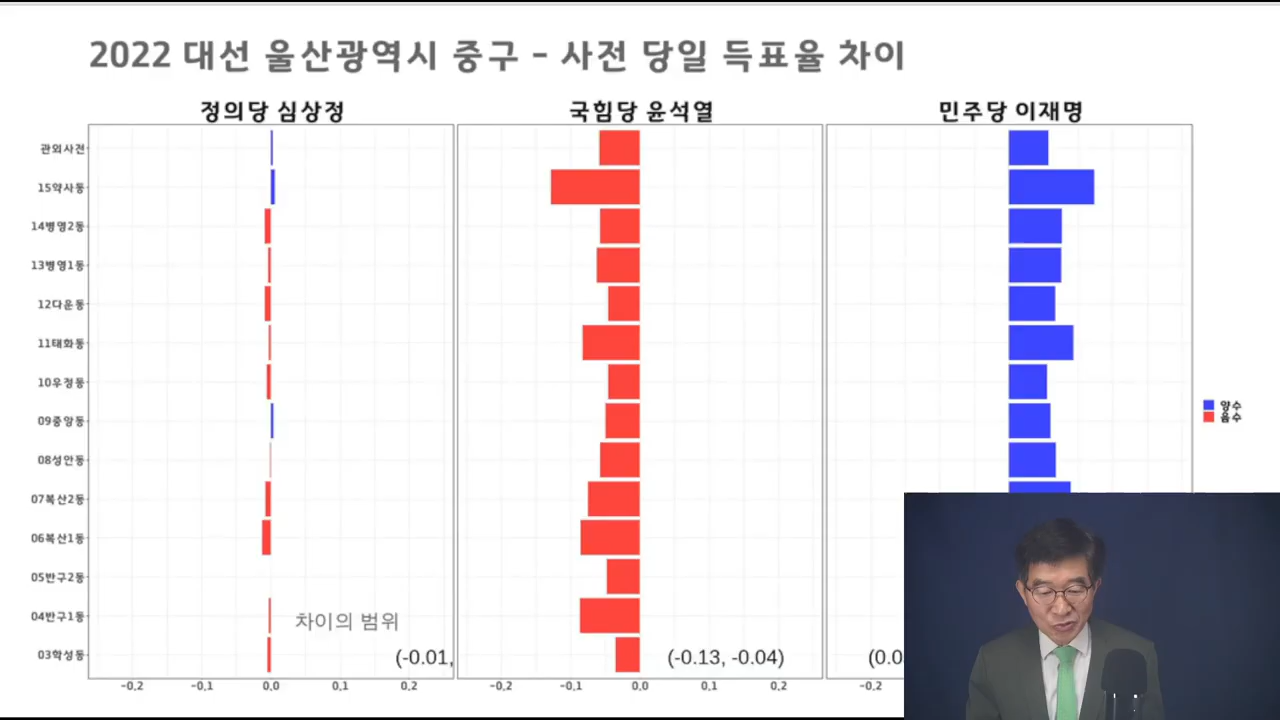 2022 대선 울산광역시 중구 - 사전 당일 득표율 차이
정의당 심상정
국힘당 윤석열
민주당 이재명
관외사전
15약사동
14병영2동
13병영1동
12다운동
11태화동
10우정동
09중앙동
08성안동
07복산2동
06복산1동
05반구2동
04반구1동
03학성동
차이의 범위
(-0.01,
(-0.13, -0.04)
(0.0
-0.2 -0.1 0.0 0.1 0.2
-0.2 -0.1 0.0 0.1 0.2
-0.2
양수
음수